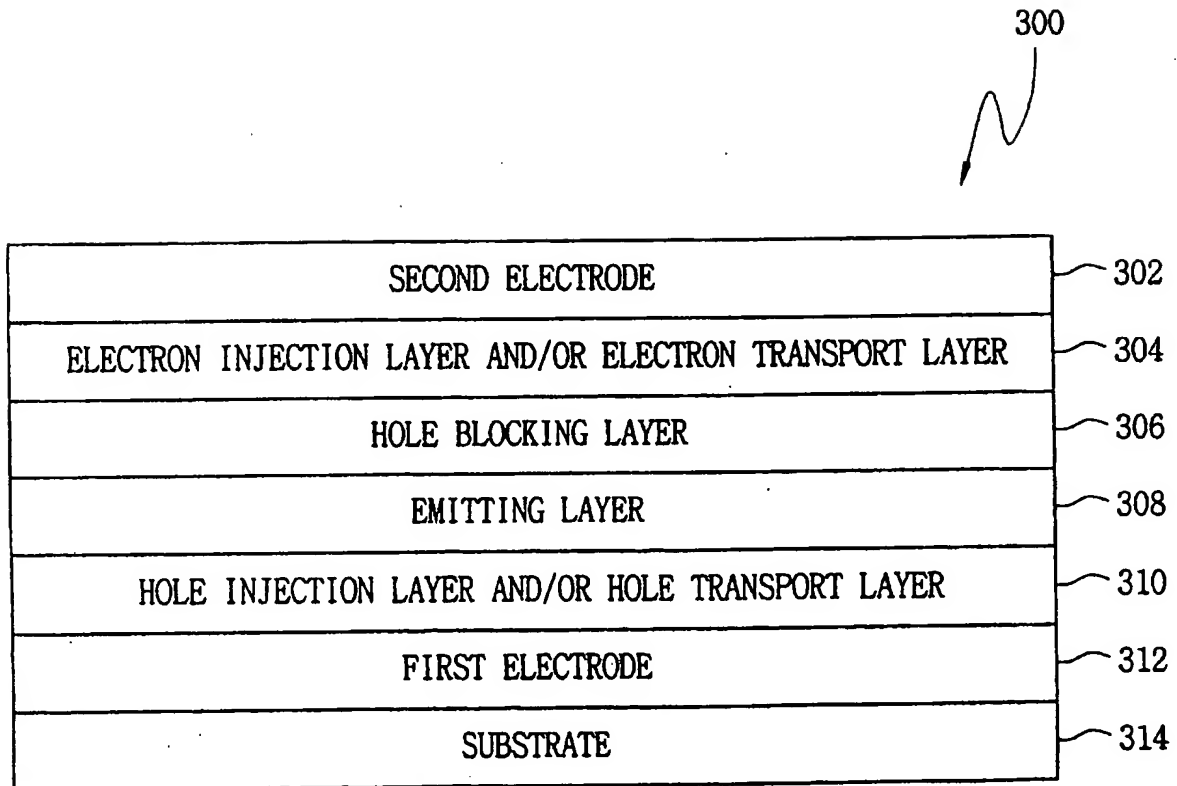 300
SECOND ELECTRODE 302
ELECTRON INJECTION LAYER AND/OR ELECTRON TRANSPORT LAYER 304
HOLE BLOCKING LAYER 306
EMITTING LAYER 308
HOLE INJECTION LAYER AND/OR HOLE TRANSPORT LAYER 310
FIRST ELECTRODE 312
SUBSTRATE 314